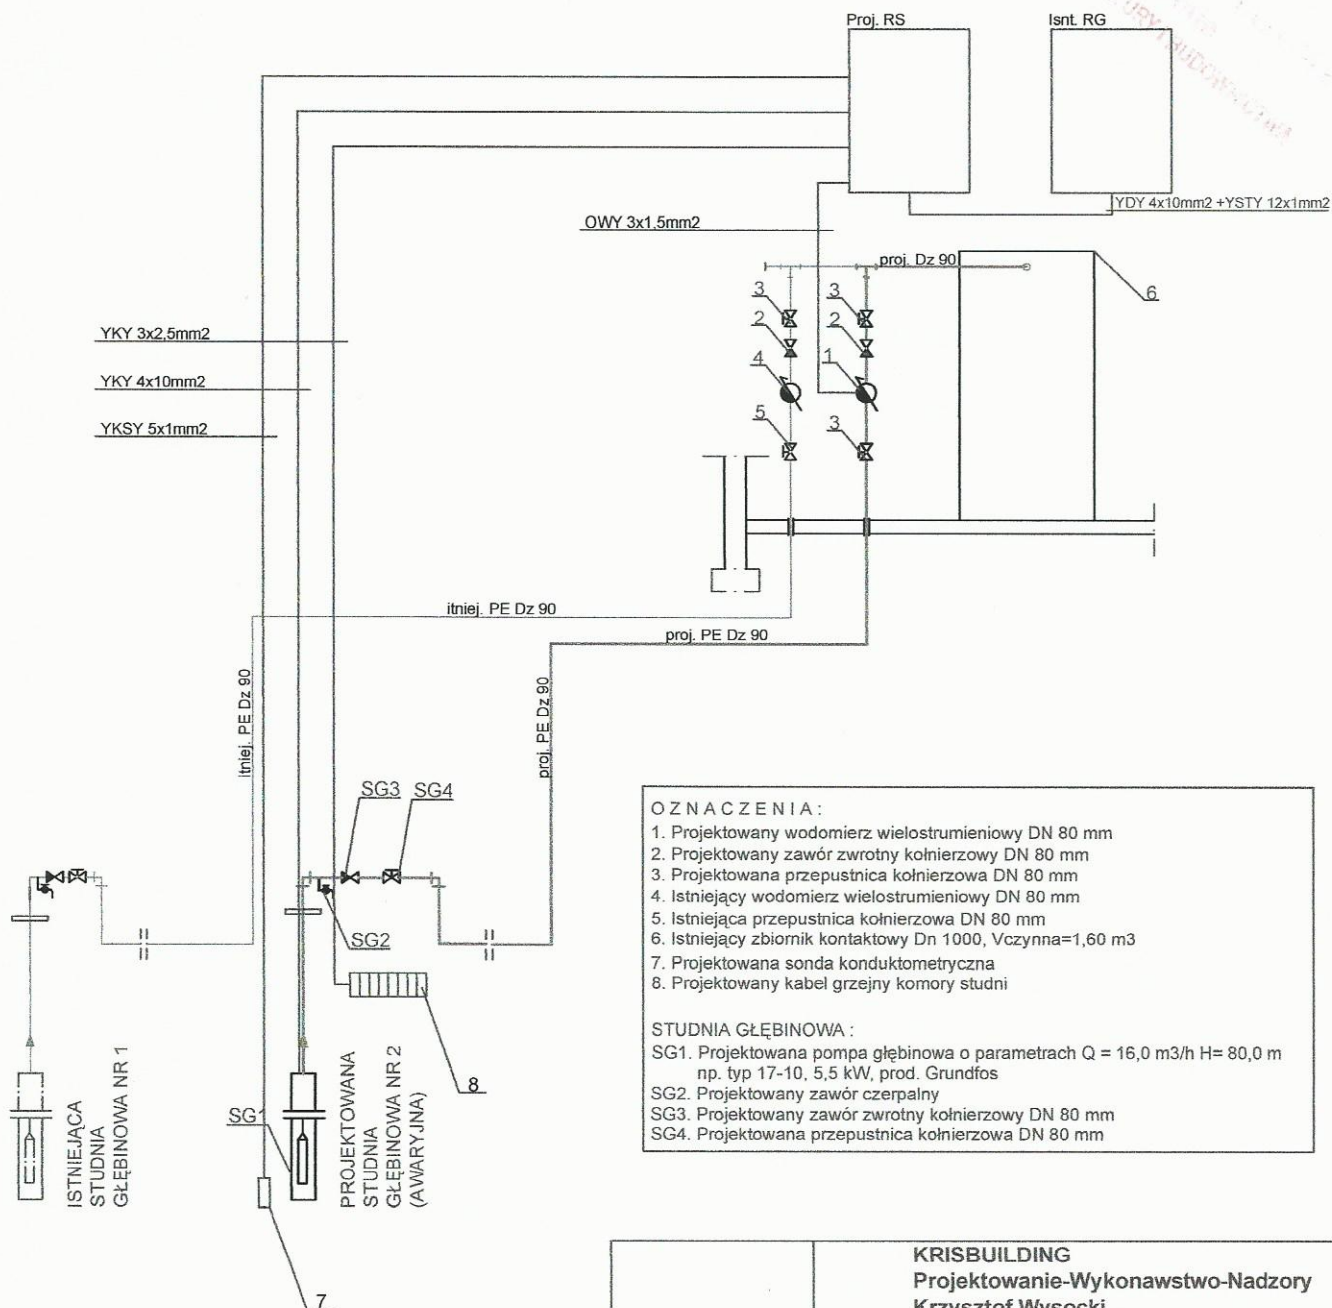 Proj. RS
Isnt. RG
YDY 4x10mm2 +YSTY 12x1mm2
OWY 3x1,5mm2
proj. Dz 90
6
3
3
2
2
4
1
5
3
YKY 3x2,5mm2
YKY 4x10mm2
YKSY 5x1mm2
itniej. PE Dz 90
proj. PE Dz 90
itniej. PE Dz 90
proj. PE Dz 90
SG3
SG4
SG2
8
SG1
7
ISTNIEJĄCA
STUDNIA
GŁĘBINOWA NR 1
PROJEKTOWANA
STUDNIA
GŁĘBINOWA NR 2
(AWARYJNA)
OZNACZENIA:
1. Projektowany wodomierz wielostrumieniowy DN 80 mm
2. Projektowany zawór zwrotny kołnierzowy DN 80 mm
3. Projektowana przepustnica kołnierzowa DN 80 mm
4. Istniejący wodomierz wielostrumieniowy DN 80 mm
5. Istniejąca przepustnica kołnierzowa DN 80 mm
6. Istniejący zbiornik kontaktowy Dn 1000, Vczynna=1,60 m3
7. Projektowana sonda konduktometryczna
8. Projektowany kabel grzejny komory studni
STUDNIA GŁĘBINOWA :
SG1. Projektowana pompa głębinowa o parametrach Q = 16,0 m3/h H= 80,0 m
np. typ 17-10, 5,5 kW, prod. Grundfos
SG2. Projektowany zawór czerpalny
SG3. Projektowany zawór zwrotny kołnierzowy DN 80 mm
SG4. Projektowana przepustnica kołnierzowa DN 80 mm
KRISBUILDING
Projektowanie-Wykonawstwo-Nadzory
Krzysztof Wysocki